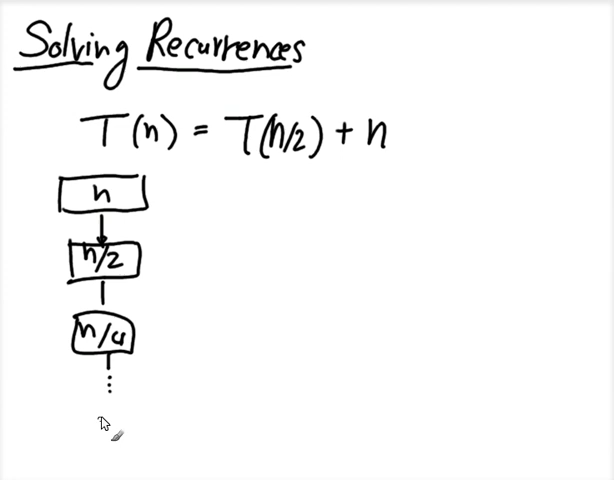 Solving Recurrences
T(n) = T(n/2) + n
n
n/2
n/4
⋮